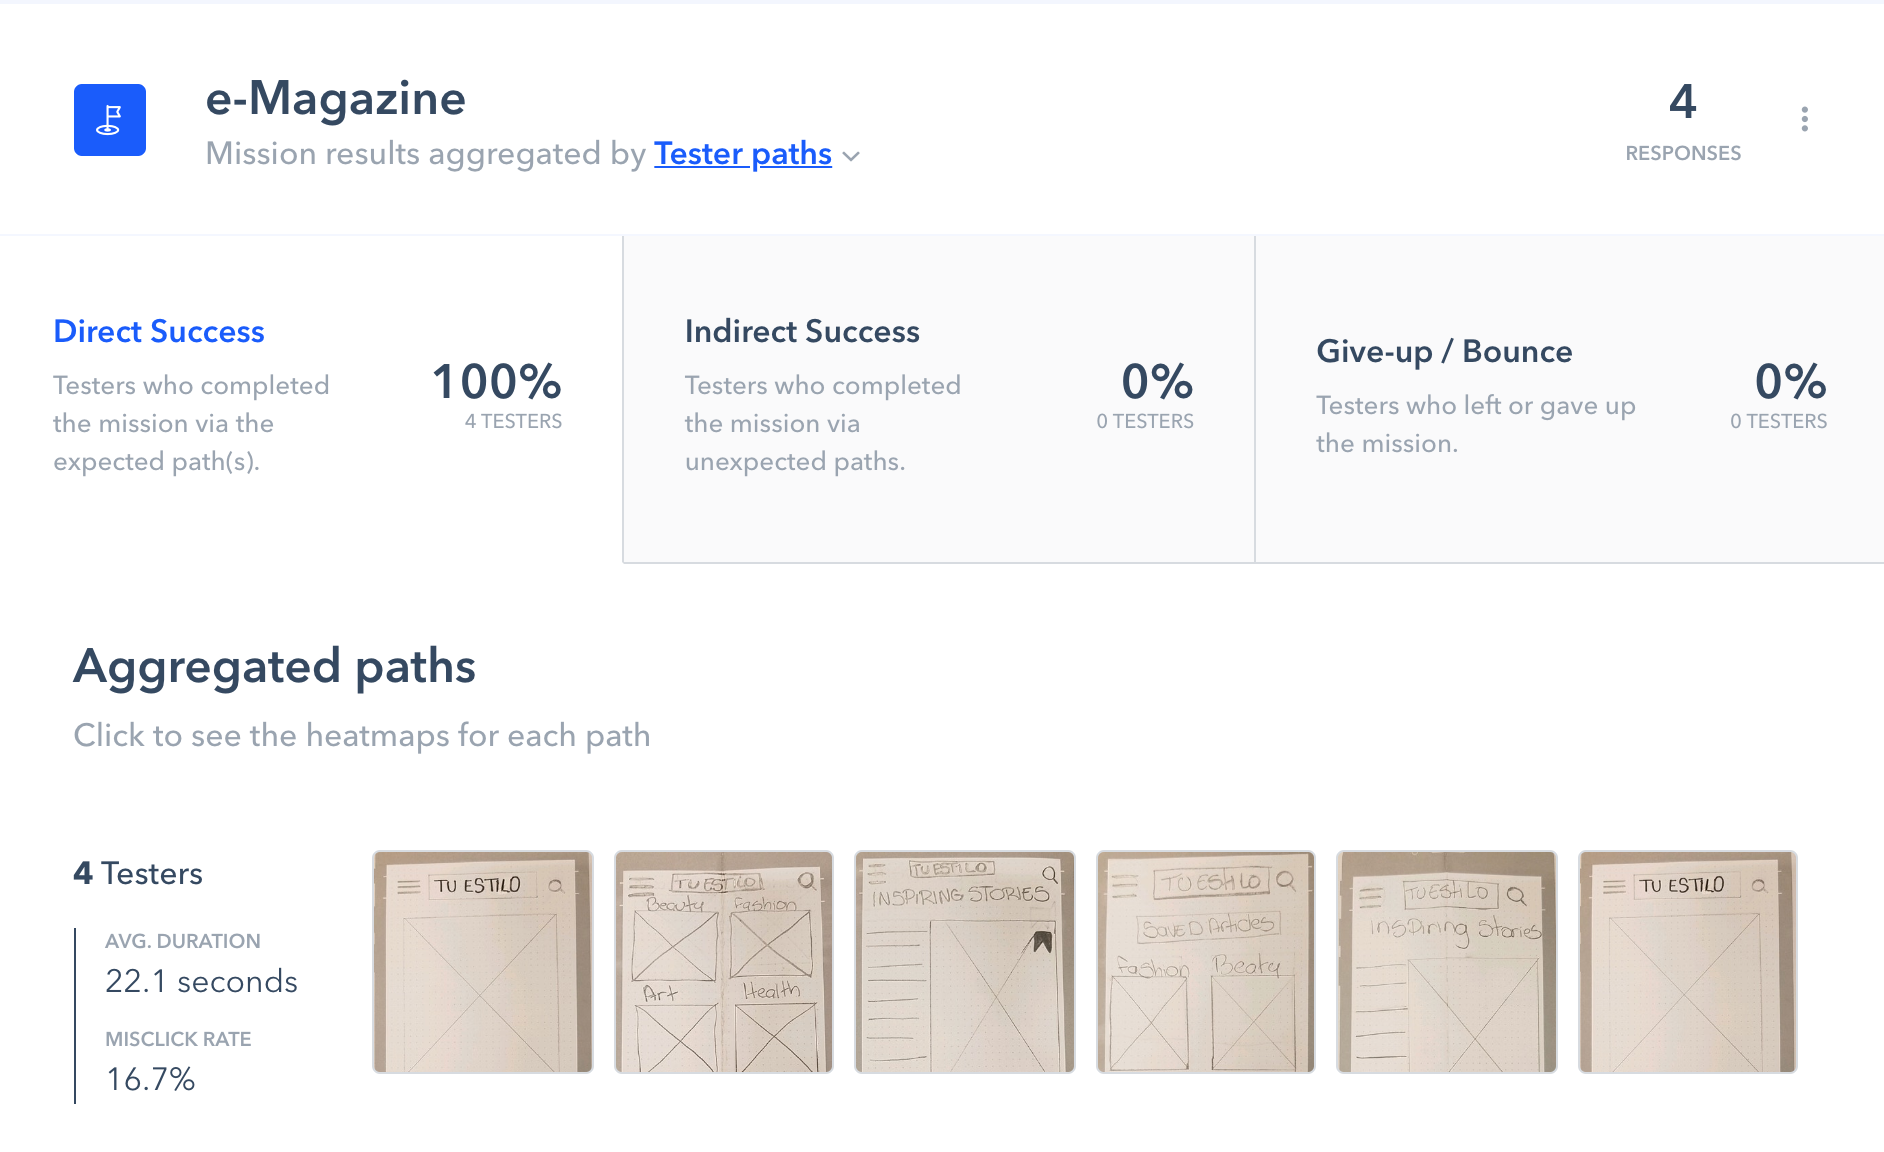 e-Magazine
Mission results aggregated by Tester paths
4
RESPONSES
Direct Success
Testers who completed
the mission via the
expected path(s).
100%
4 TESTERS
Indirect Success
Testers who completed
the mission via
unexpected paths.
0%
0 TESTERS
Give-up / Bounce
Testers who left or gave up
the mission.
0%
0 TESTERS
Aggregated paths
Click to see the heatmaps for each path
4 Testers
AVG. DURATION
22.1 seconds
MISCLICK RATE
16.7%
TU ESTILO
TU ESTILO
Beauty Fashion
Art Health
TU ESTILO
INSPIRING STORIES
TU EStILO
SavED Articles
Fashion Beaty
TU EStILO
Inspiring Stories
TU ESTILO